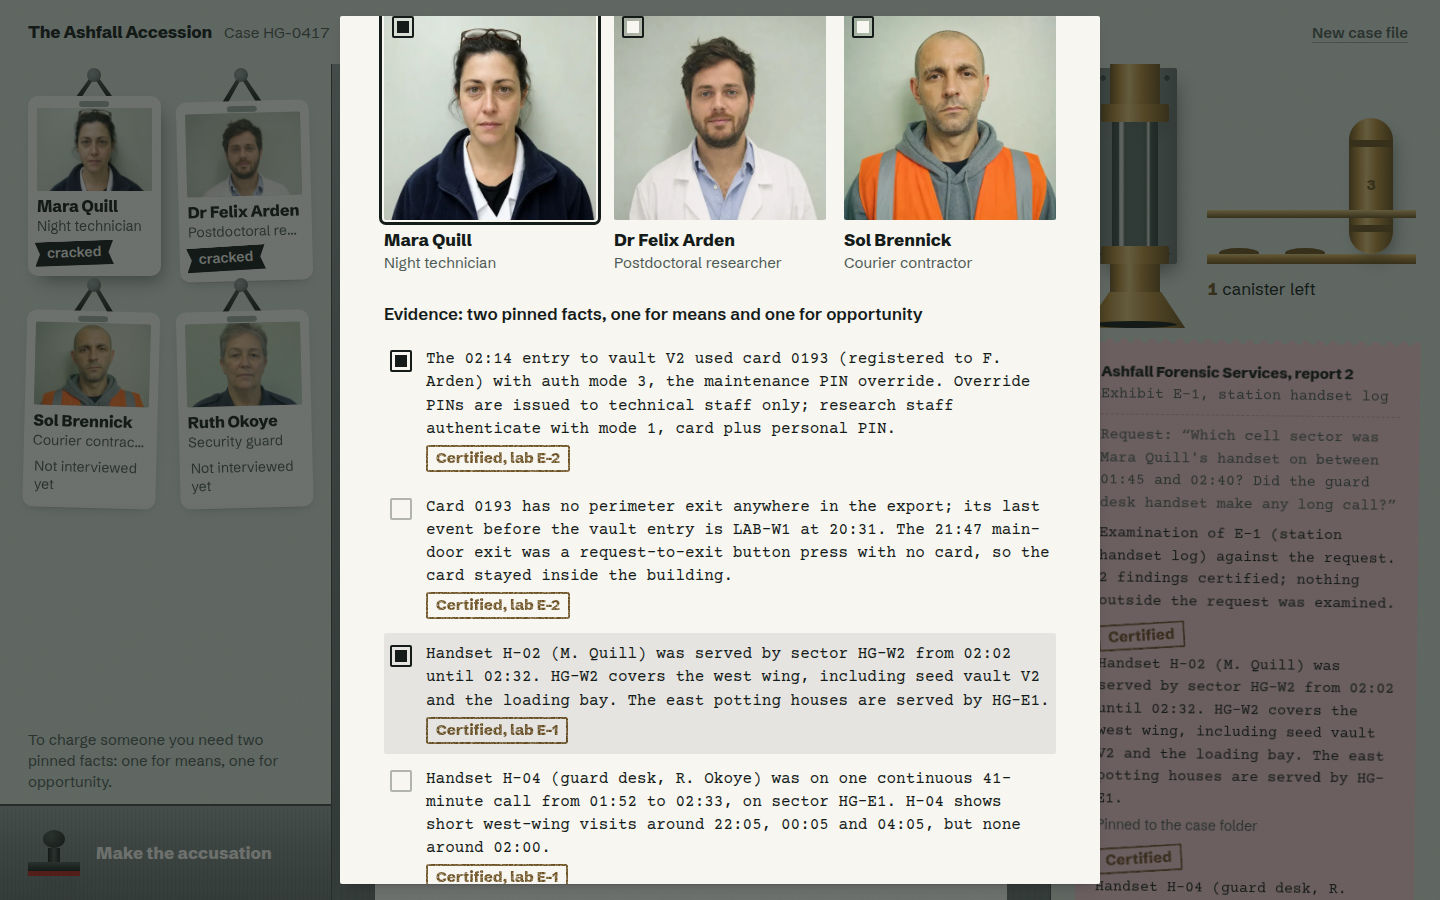 The Ashfall Accession Case HG-0417
New case file
Mara Quill
Night technician
cracked
Dr Felix Arden
Postdoctoral re...
cracked
Sol Brennick
Courier contrac...
Not interviewed
yet
Ruth Okoye
Security guard
Not interviewed
yet
To charge someone you need two
pinned facts: one for means, one for
opportunity.
Make the accusation
Mara Quill
Night technician
Dr Felix Arden
Postdoctoral researcher
Sol Brennick
Courier contractor
Evidence: two pinned facts, one for means and one for opportunity
The 02:14 entry to vault V2 used card 0193 (registered to F.
Arden) with auth mode 3, the maintenance PIN override. Override
PINs are issued to technical staff only; research staff
authenticate with mode 1, card plus personal PIN.
Certified, lab E-2
Card 0193 has no perimeter exit anywhere in the export; its last
event before the vault entry is LAB-W1 at 20:31. The 21:47 main-
door exit was a request-to-exit button press with no card, so the
card stayed inside the building.
Certified, lab E-2
Handset H-02 (M. Quill) was served by sector HG-W2 from 02:02
until 02:32. HG-W2 covers the west wing, including seed vault V2
and the loading bay. The east potting houses are served by HG-E1.
Certified, lab E-1
Handset H-04 (guard desk, R. Okoye) was on one continuous 41-
minute call from 01:52 to 02:33, on sector HG-E1. H-04 shows
short west-wing visits around 22:05, 00:05 and 04:05, but none
around 02:00.
Certified, lab E-1
3
1 canister left
Ashfall Forensic Services, report 2
Exhibit E-1, station handset log
Request: “Which cell sector was
Mara Quill's handset on between
01:45 and 02:40? Did the guard
desk handset make any long call?”
Examination of E-1 (station
handset log) against the request.
2 findings certified; nothing
outside the request was examined.
Certified
Handset H-02 (M. Quill) was
served by sector HG-W2 from 02:02
until 02:32. HG-W2 covers the
west wing, including seed vault
V2 and the loading bay. The east
potting houses are served by HG-
E1.
Pinned to the case folder
Certified
Handset H-04 (guard desk, R.